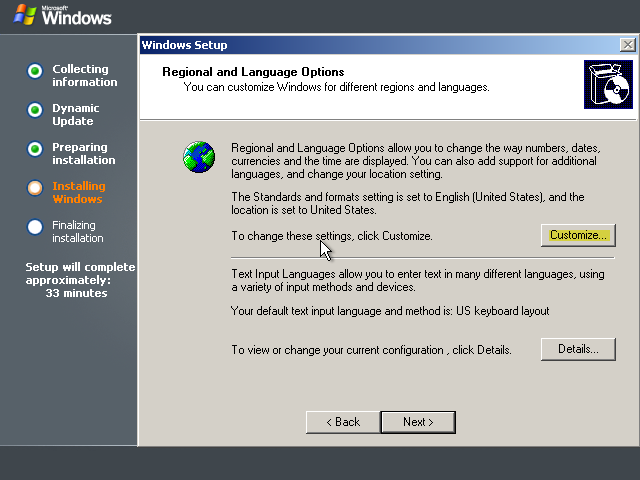 Microsoft
Windows
Windows Setup
Collecting
information
Dynamic
Update
Preparing
installation
Installing
Windows
Finalizing
installation
Setup will complete
approximately:
33 minutes
Regional and Language Options
You can customize Windows for different regions and languages.
Regional and Language Options allow you to change the way numbers, dates,
currencies and the time are displayed. You can also add support for additional
languages, and change your location setting.
The Standards and formats setting is set to English (United States), and the
location is set to United States.
To change these settings, click Customize.
Customize...
Text Input Languages allow you to enter text in many different languages, using
a variety of input methods and devices.
Your default text input language and method is: US keyboard layout
To view or change your current configuration , click Details.
Details...
< Back
Next >